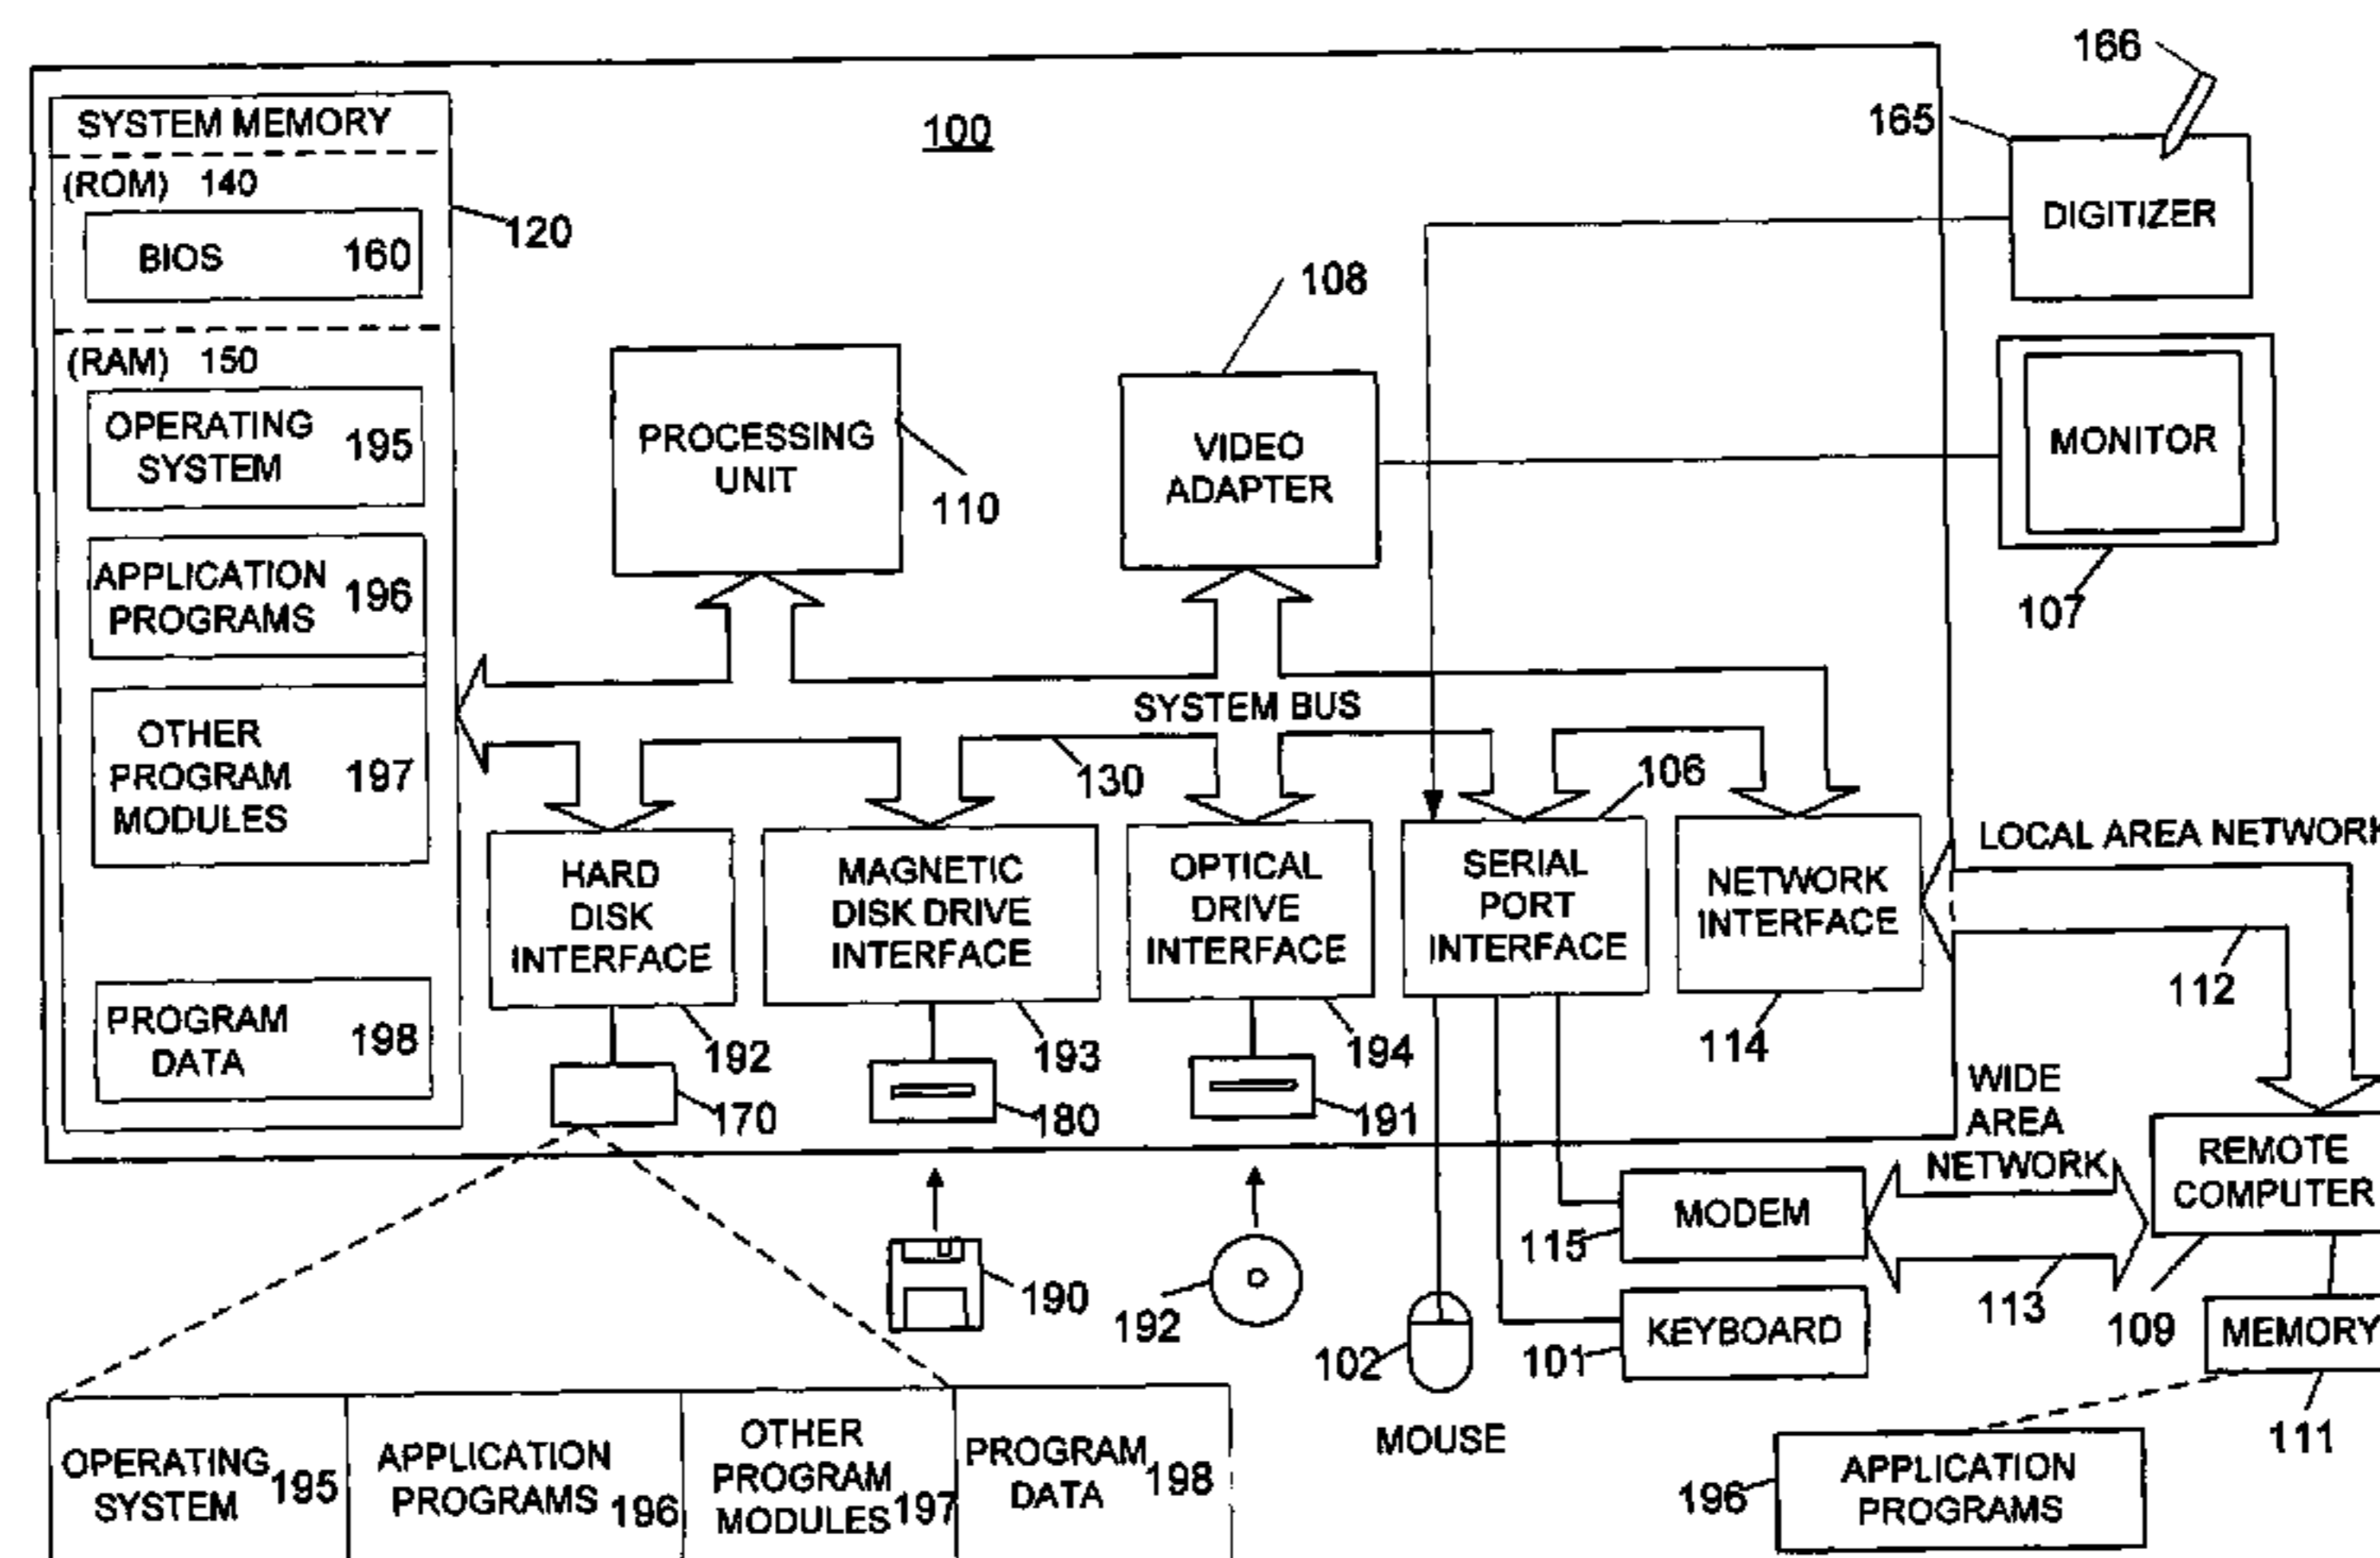 100
SYSTEM MEMORY
(ROM) 140
BIOS 160
120
(RAM) 150
OPERATING
SYSTEM
195
APPLICATION
PROGRAMS
196
OTHER
PROGRAM
MODULES
197
PROGRAM
DATA
198
PROCESSING
UNIT
110
108
VIDEO
ADAPTER
166
165
DIGITIZER
MONITOR
107
SYSTEM BUS
130
106
HARD
DISK
INTERFACE
192
MAGNETIC
DISK DRIVE
INTERFACE
193
OPTICAL
DRIVE
INTERFACE
194
SERIAL
PORT
INTERFACE
NETWORK
INTERFACE
114
LOCAL AREA NETWORK
112
170
180
191
WIDE
AREA
NETWORK
REMOTE
COMPUTER
109
MODEM
115
113
KEYBOARD
101
MEMORY
111
190
192
102
MOUSE
OPERATING
SYSTEM
195
APPLICATION
PROGRAMS
196
OTHER
PROGRAM
MODULES
197
PROGRAM
DATA
198
196
APPLICATION
PROGRAMS